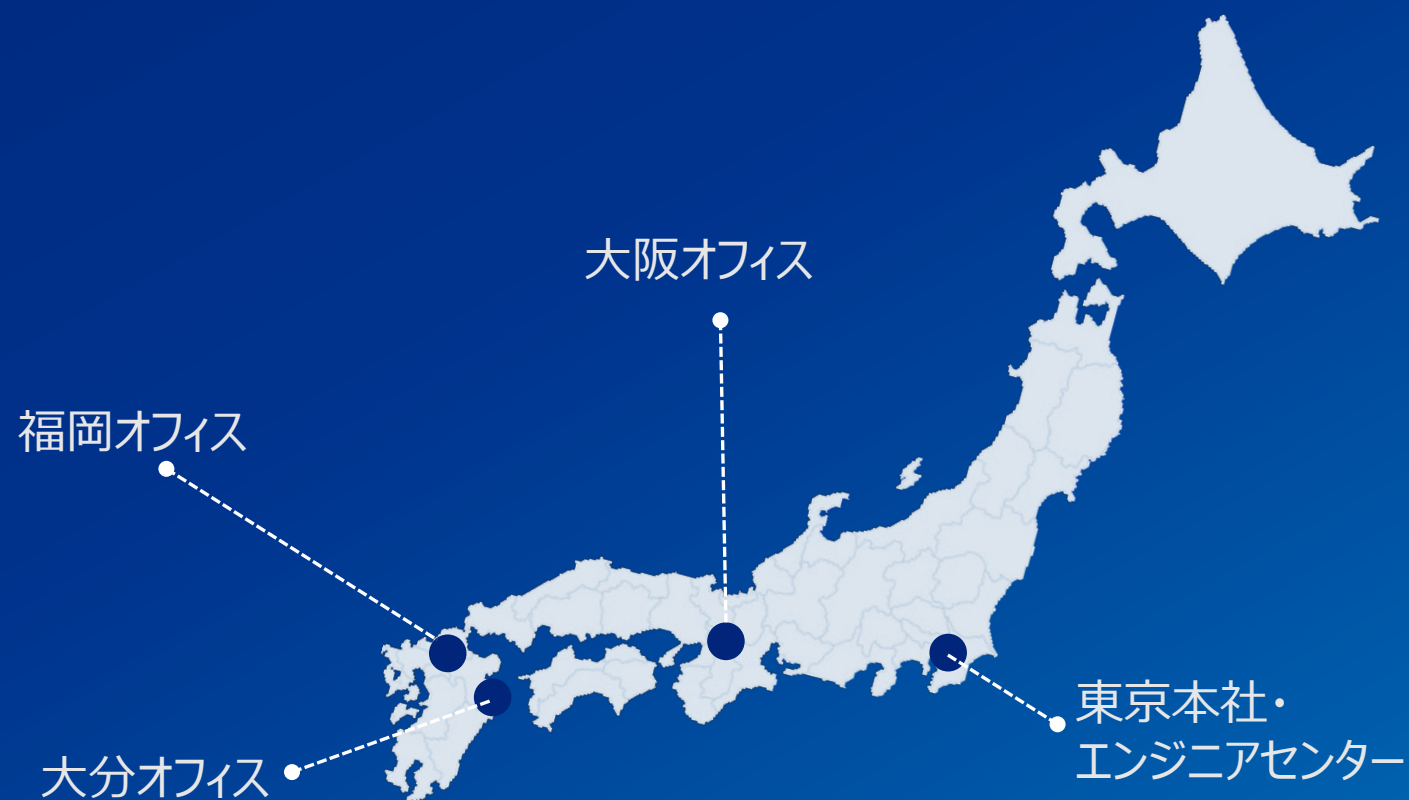 大阪オフィス
福岡オフィス
東京本社・
エンジニアセンター
大分オフィス